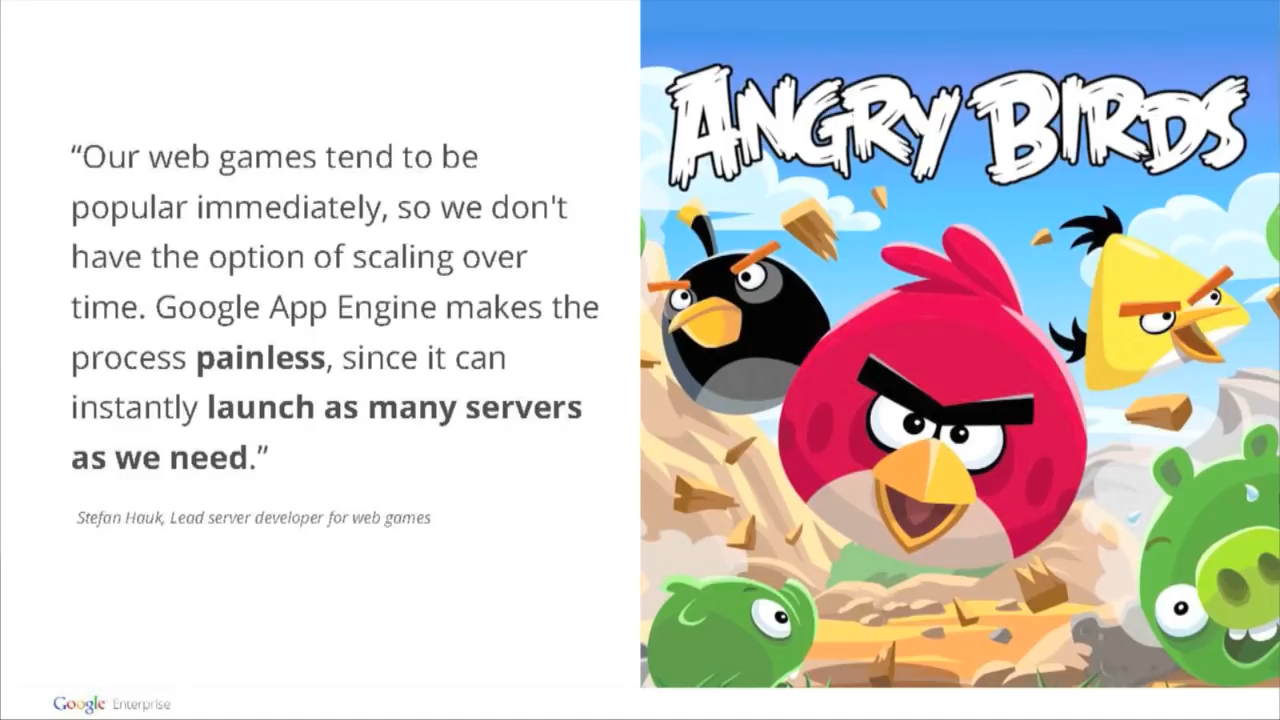 “Our web games tend to be
popular immediately, so we don't
have the option of scaling over
time. Google App Engine makes the
process painless, since it can
instantly launch as many servers
as we need.”
Stefan Hauk, Lead server developer for web games
ANGRY BIRDS
Google Enterprise